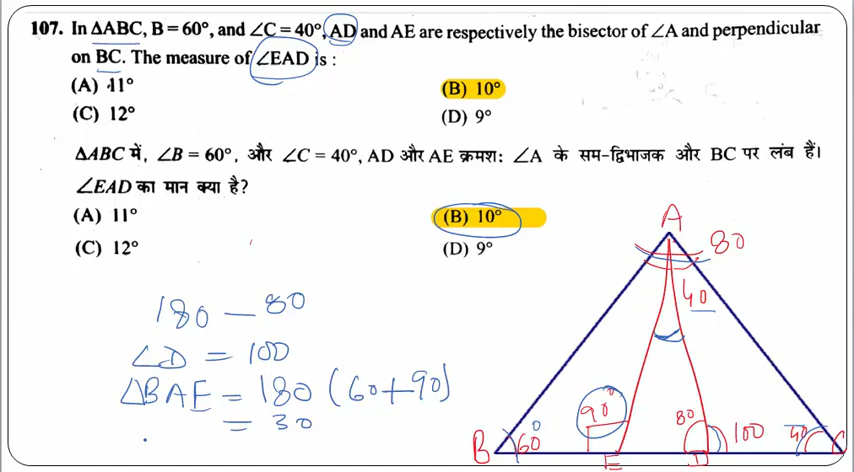 107. In ΔABC, B = 60°, and ∠C = 40°, AD and AE are respectively the bisector of ∠A and perpendicular
on BC. The measure of ∠EAD is :
(A) 11° (B) 10°
(C) 12° (D) 9°
ΔABC में, ∠B = 60°, और ∠C = 40°, AD और AE क्रमश: ∠A के सम-द्विभाजक और BC पर लंब हैं।
∠EAD का मान क्या है?
(A) 11° (B) 10°
(C) 12° (D) 9°
A
80
40
180 — 80
∠D = 100
ΔBAE = 180 (60+90)
= 30
90°
80
100
40
60°
B E D C